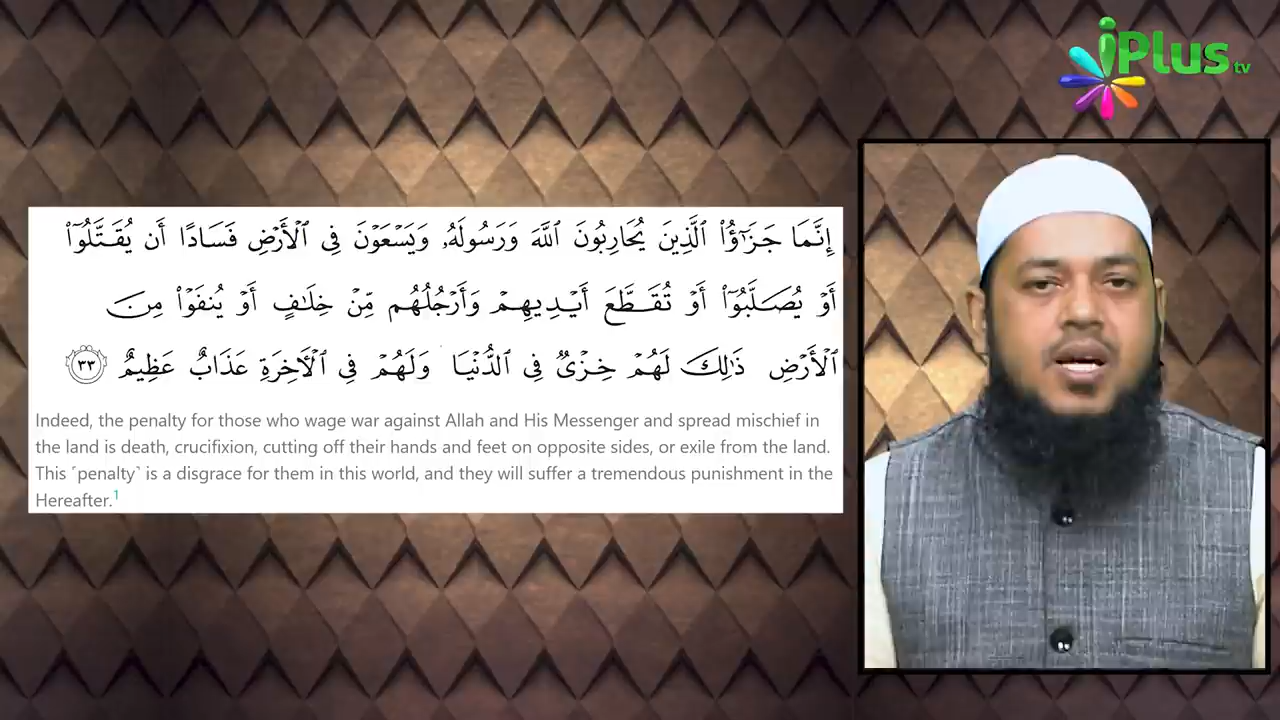 iPlus tv
إِنَّمَا جَزَٰٓؤُا۟ ٱلَّذِينَ يُحَارِبُونَ ٱللَّهَ وَرَسُولَهُۥ وَيَسْعَوْنَ فِى ٱلْأَرْضِ فَسَادًا أَن يُقَتَّلُوٓا۟
أَوْ يُصَلَّبُوٓا۟ أَوْ تُقَطَّعَ أَيْدِيهِمْ وَأَرْجُلُهُم مِّنْ خِلَـٰفٍ أَوْ يُنفَوْا۟ مِنَ
ٱلْأَرْضِ ذَٰلِكَ لَهُمْ خِزْىٌ فِى ٱلدُّنْيَا وَلَهُمْ فِى ٱلْـَٔاخِرَةِ عَذَابٌ عَظِيمٌ ٣٣
Indeed, the penalty for those who wage war against Allah and His Messenger and spread mischief in
the land is death, crucifixion, cutting off their hands and feet on opposite sides, or exile from the land.
This ˹penalty˺ is a disgrace for them in this world, and they will suffer a tremendous punishment in the
Hereafter.1